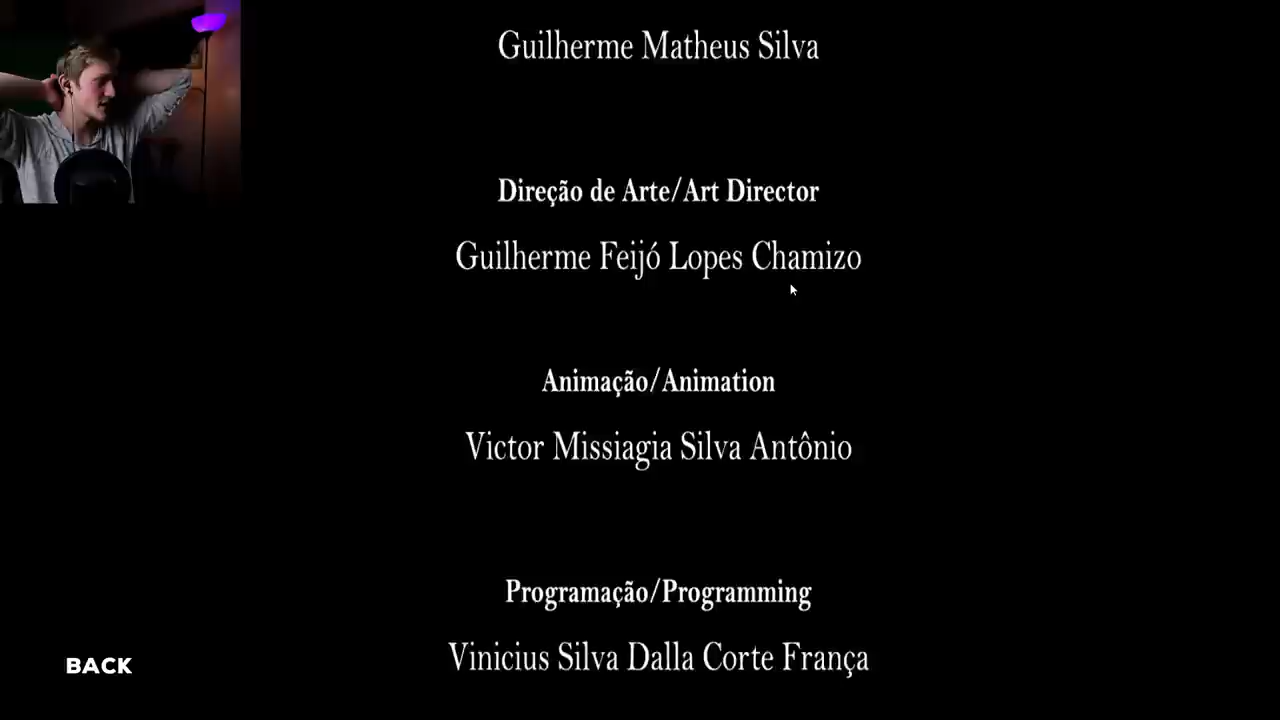 Guilherme Matheus Silva
Direção de Arte/Art Director
Guilherme Feijó Lopes Chamizo
Animação/Animation
Victor Missiagia Silva Antônio
Programação/Programming
Vinicius Silva Dalla Corte França
BACK